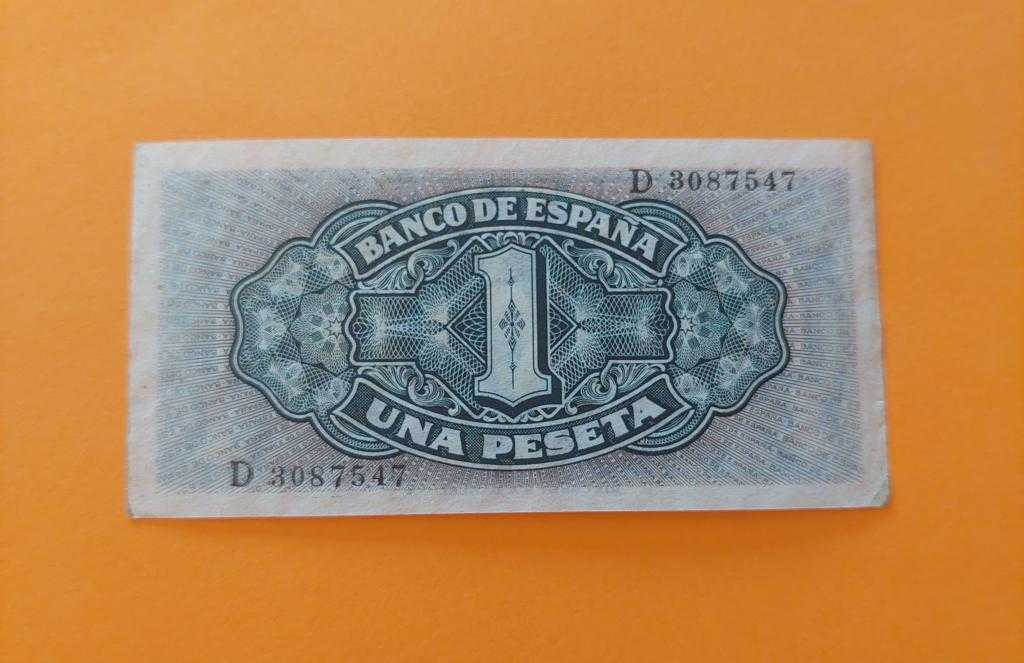 D 3087547
BANCO DE ESPAÑA
1
UNA PESETA
D 3087547